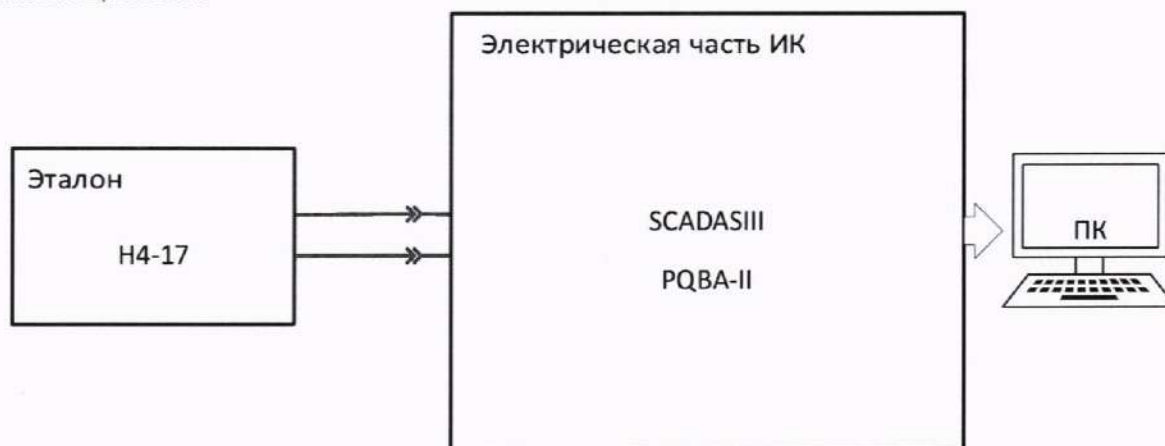 Электрическая часть ИК
Эталон
Н4-17
SCADASIII
PQBA-II
ПК